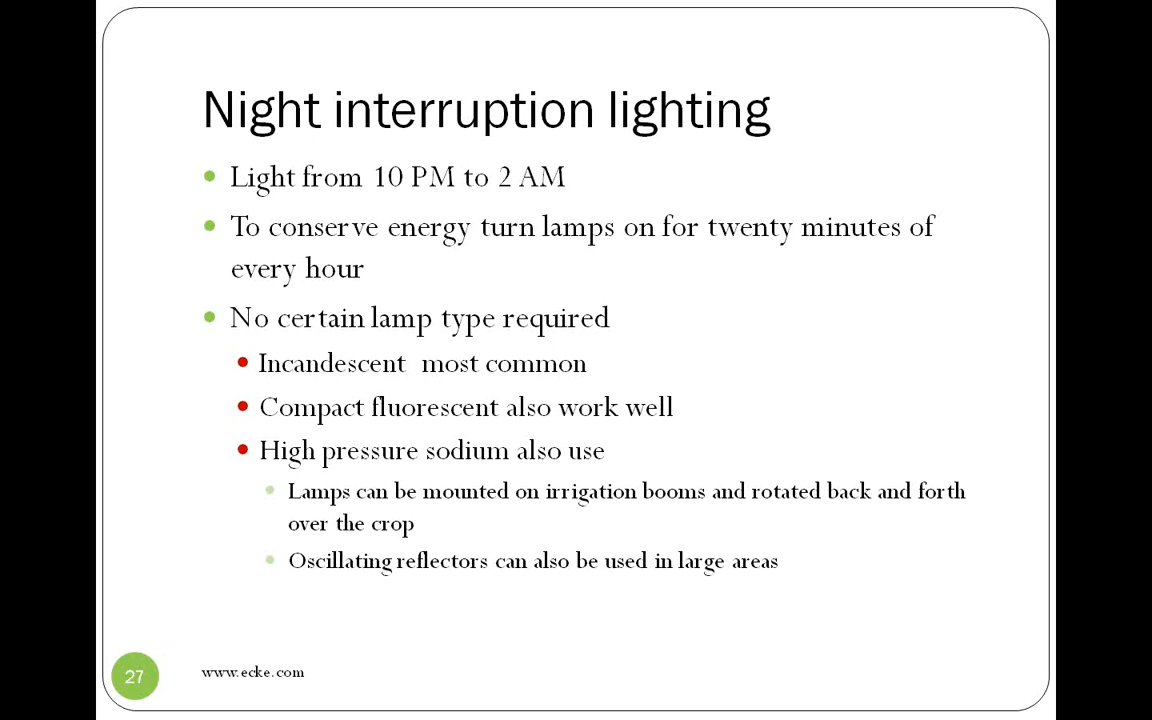 Night interruption lighting
Light from 10 PM to 2 AM
To conserve energy turn lamps on for twenty minutes of
every hour
No certain lamp type required
Incandescent most common
Compact fluorescent also work well
High pressure sodium also use
Lamps can be mounted on irrigation booms and rotated back and forth
over the crop
Oscillating reflectors can also be used in large areas
27
www.ecke.com